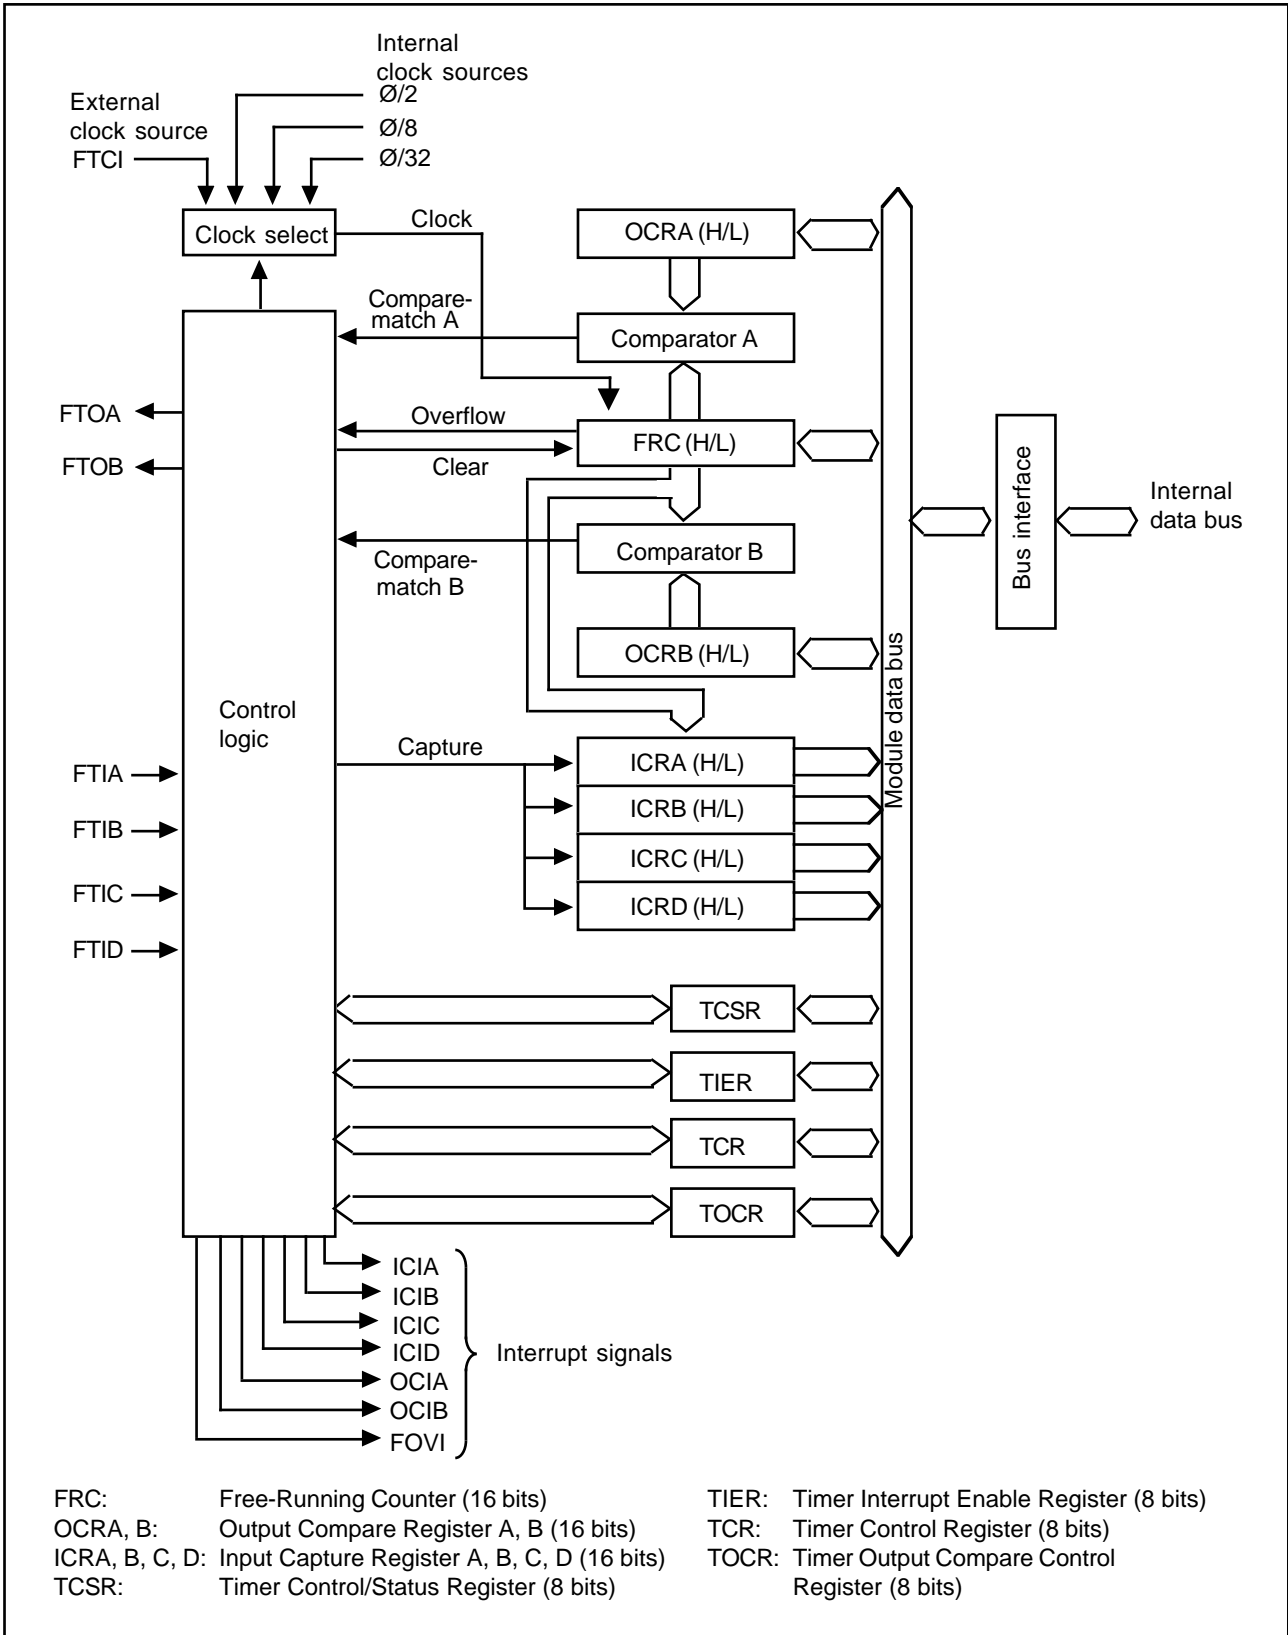 Internal
clock sources
Ø/2
Ø/8
Ø/32
External
clock source
FTCI
Clock select
Clock
OCRA (H/L)
Compare-
match A
Comparator A
FTOA
FTOB
Overflow
Clear
FRC (H/L)
Compare-
match B
Comparator B
OCRB (H/L)
Bus interface
Internal
data bus
Module data bus
Control
logic
Capture
ICRA (H/L)
ICRB (H/L)
ICRC (H/L)
ICRD (H/L)
FTIA
FTIB
FTIC
FTID
TCSR
TIER
TCR
TOCR
ICIA
ICIB
ICIC
ICID
OCIA
OCIB
FOVI
Interrupt signals
FRC: Free-Running Counter (16 bits)
OCRA, B: Output Compare Register A, B (16 bits)
ICRA, B, C, D: Input Capture Register A, B, C, D (16 bits)
TCSR: Timer Control/Status Register (8 bits)
TIER: Timer Interrupt Enable Register (8 bits)
TCR: Timer Control Register (8 bits)
TOCR: Timer Output Compare Control
Register (8 bits)